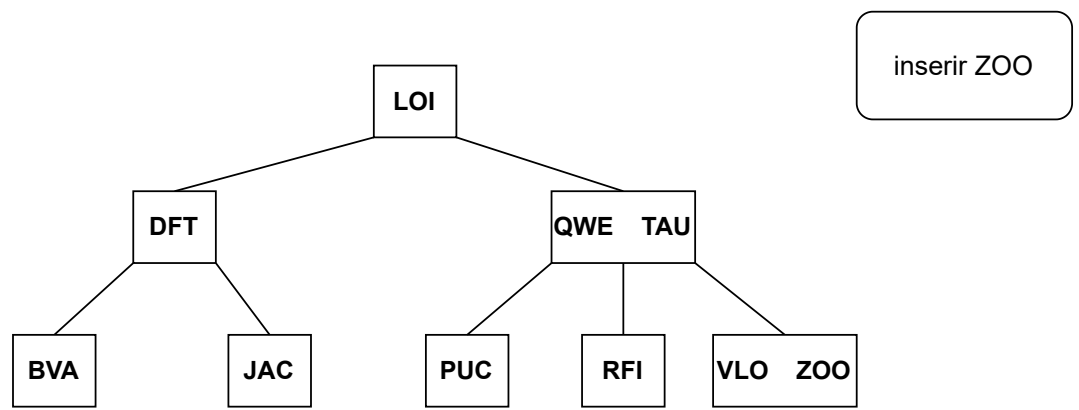 inserir ZOO
LOI
DFT
QWE TAU
BVA
JAC
PUC
RFI
VLO ZOO